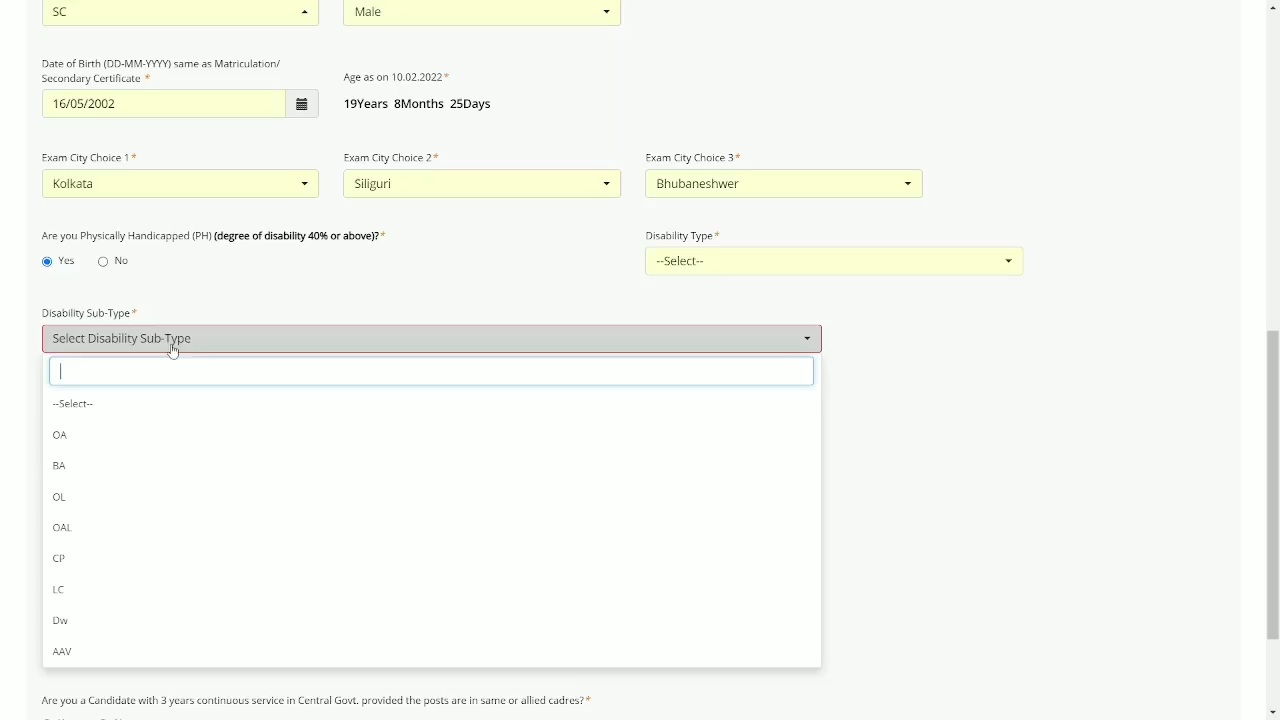 SC
Male
Date of Birth (DD-MM-YYYY) same as Matriculation/
Secondary Certificate *
Age as on 10.02.2022*
16/05/2002
19Years 8Months 25Days
Exam City Choice 1*
Exam City Choice 2*
Exam City Choice 3*
Kolkata
Siliguri
Bhubaneshwer
Are you Physically Handicapped (PH) (degree of disability 40% or above)?*
Disability Type*
Yes
No
--Select--
Disability Sub-Type*
Select Disability Sub-Type
--Select--
OA
BA
OL
OAL
CP
LC
Dw
AAV
Are you a Candidate with 3 years continuous service in Central Govt. provided the posts are in same or allied cadres?*